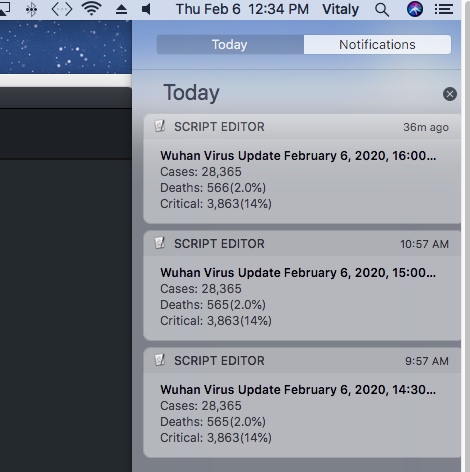 Thu Feb 6 12:34 PM Vitaly
Today Notifications
Today
SCRIPT EDITOR 36m ago
Wuhan Virus Update February 6, 2020, 16:00...
Cases: 28,365
Deaths: 566(2.0%)
Critical: 3,863(14%)
SCRIPT EDITOR 10:57 AM
Wuhan Virus Update February 6, 2020, 15:00...
Cases: 28,365
Deaths: 565(2.0%)
Critical: 3,863(14%)
SCRIPT EDITOR 9:57 AM
Wuhan Virus Update February 6, 2020, 14:30...
Cases: 28,365
Deaths: 565(2.0%)
Critical: 3,863(14%)